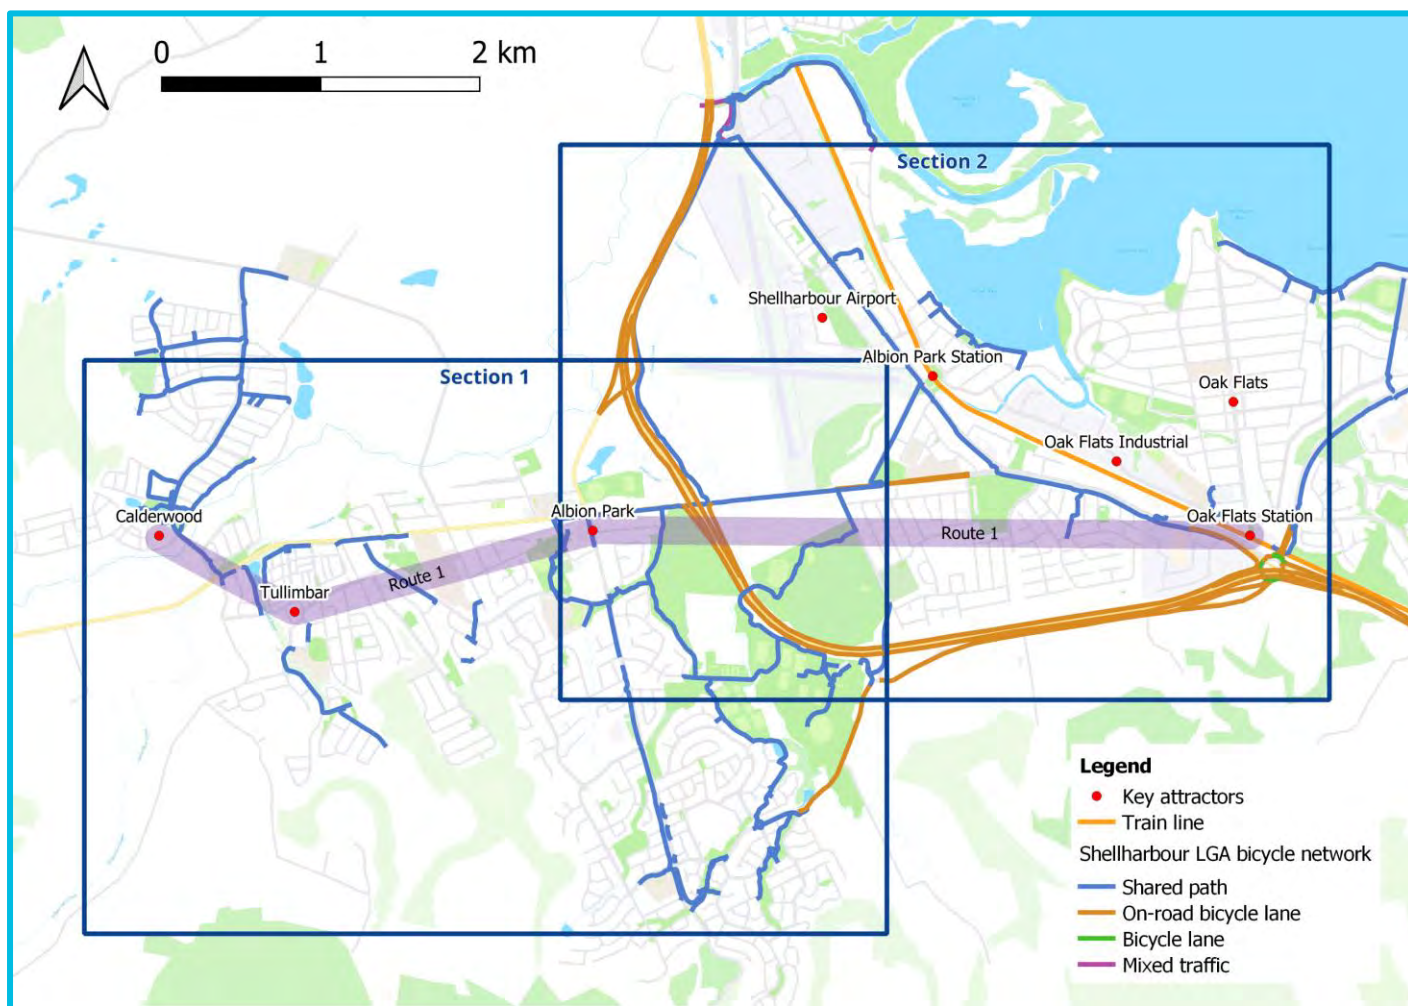 0 1 2 km
Section 2
Shellharbour Airport
Albion Park Station
Section 1
Oak Flats
Oak Flats Industrial
Calderwood
Albion Park
Oak Flats Station
Route 1
Route 1
Tullimbar
Legend
Key attractors
Train line
Shellharbour LGA bicycle network
Shared path
On-road bicycle lane
Bicycle lane
Mixed traffic